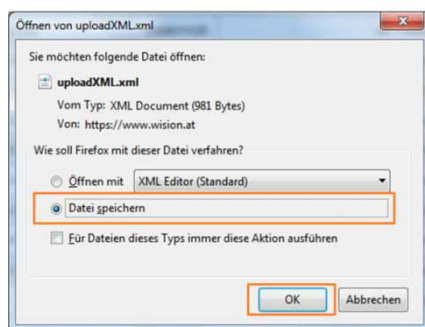 Öffnen von uploadXML.xml
Sie möchten folgende Datei öffnen:
uploadXML.xml
Vom Typ: XML Document (981 Bytes)
Von: https://www.wision.at
Wie soll Firefox mit dieser Datei verfahren?
Öffnen mit XML Editor (Standard)
Datei speichern
Für Dateien dieses Typs immer diese Aktion ausführen
OK Abbrechen